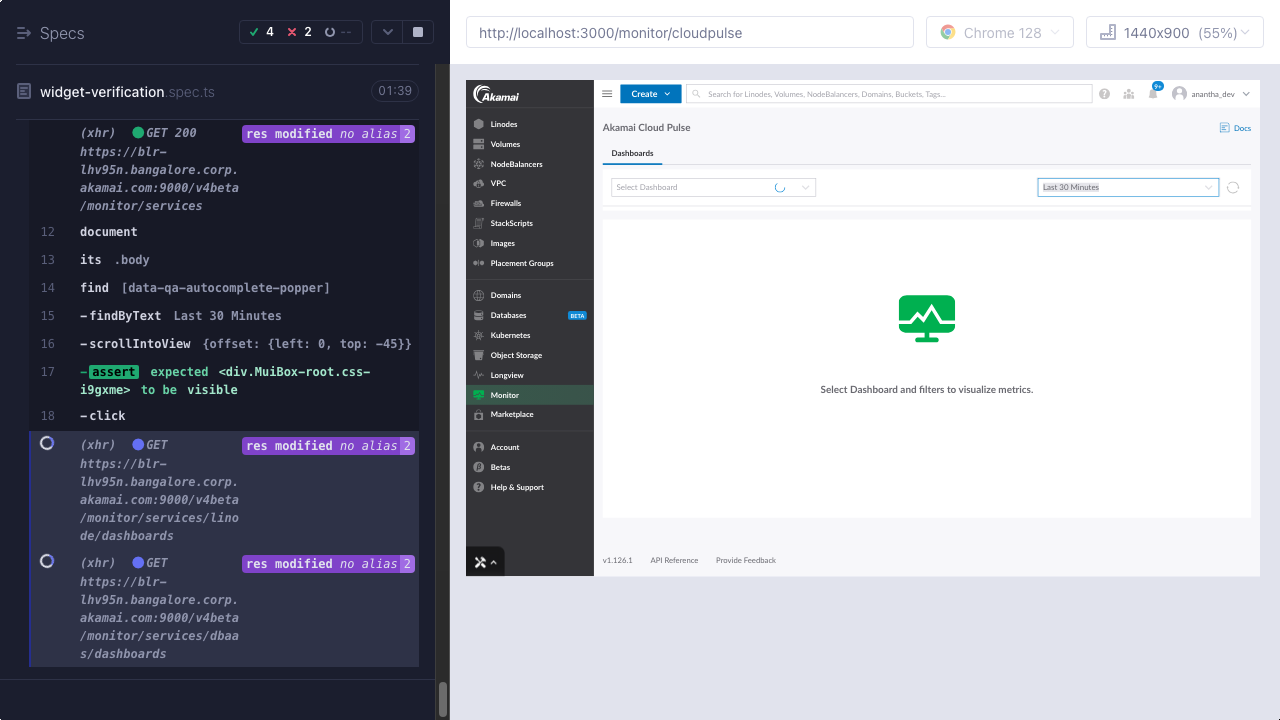 Specs
4
2
--
widget-verification.spec.ts
01:39
(xhr) GET 200 res modified no alias 2
https://blr-
lhv95n.bangalore.corp.
akamai.com:9000/v4beta
/monitor/services
12 document
13 its .body
14 find [data-qa-autocomplete-popper]
15 -findByText Last 30 Minutes
16 -scrollIntoView {offset: {left: 0, top: -45}}
17 -assert expected <div.MuiBox-root.css-
i9gxme> to be visible
18 -click
(xhr) GET res modified no alias 2
https://blr-
lhv95n.bangalore.corp.
akamai.com:9000/v4beta
/monitor/services/lino
de/dashboards
(xhr) GET res modified no alias 2
https://blr-
lhv95n.bangalore.corp.
akamai.com:9000/v4beta
/monitor/services/dbaa
s/dashboards
http://localhost:3000/monitor/cloudpulse
Chrome 128
1440x900 (55%)
Akamai
Linodes
Volumes
NodeBalancers
VPC
Firewalls
StackScripts
Images
Placement Groups
Domains
Databases BETA
Kubernetes
Object Storage
Longview
Monitor
Marketplace
Account
Betas
Help & Support
Create
Search for Linodes, Volumes, NodeBalancers, Domains, Buckets, Tags...
9+
anantha_dev
Akamai Cloud Pulse
Docs
Dashboards
Select Dashboard
Last 30 Minutes
Select Dashboard and filters to visualize metrics.
v1.126.1 API Reference Provide Feedback